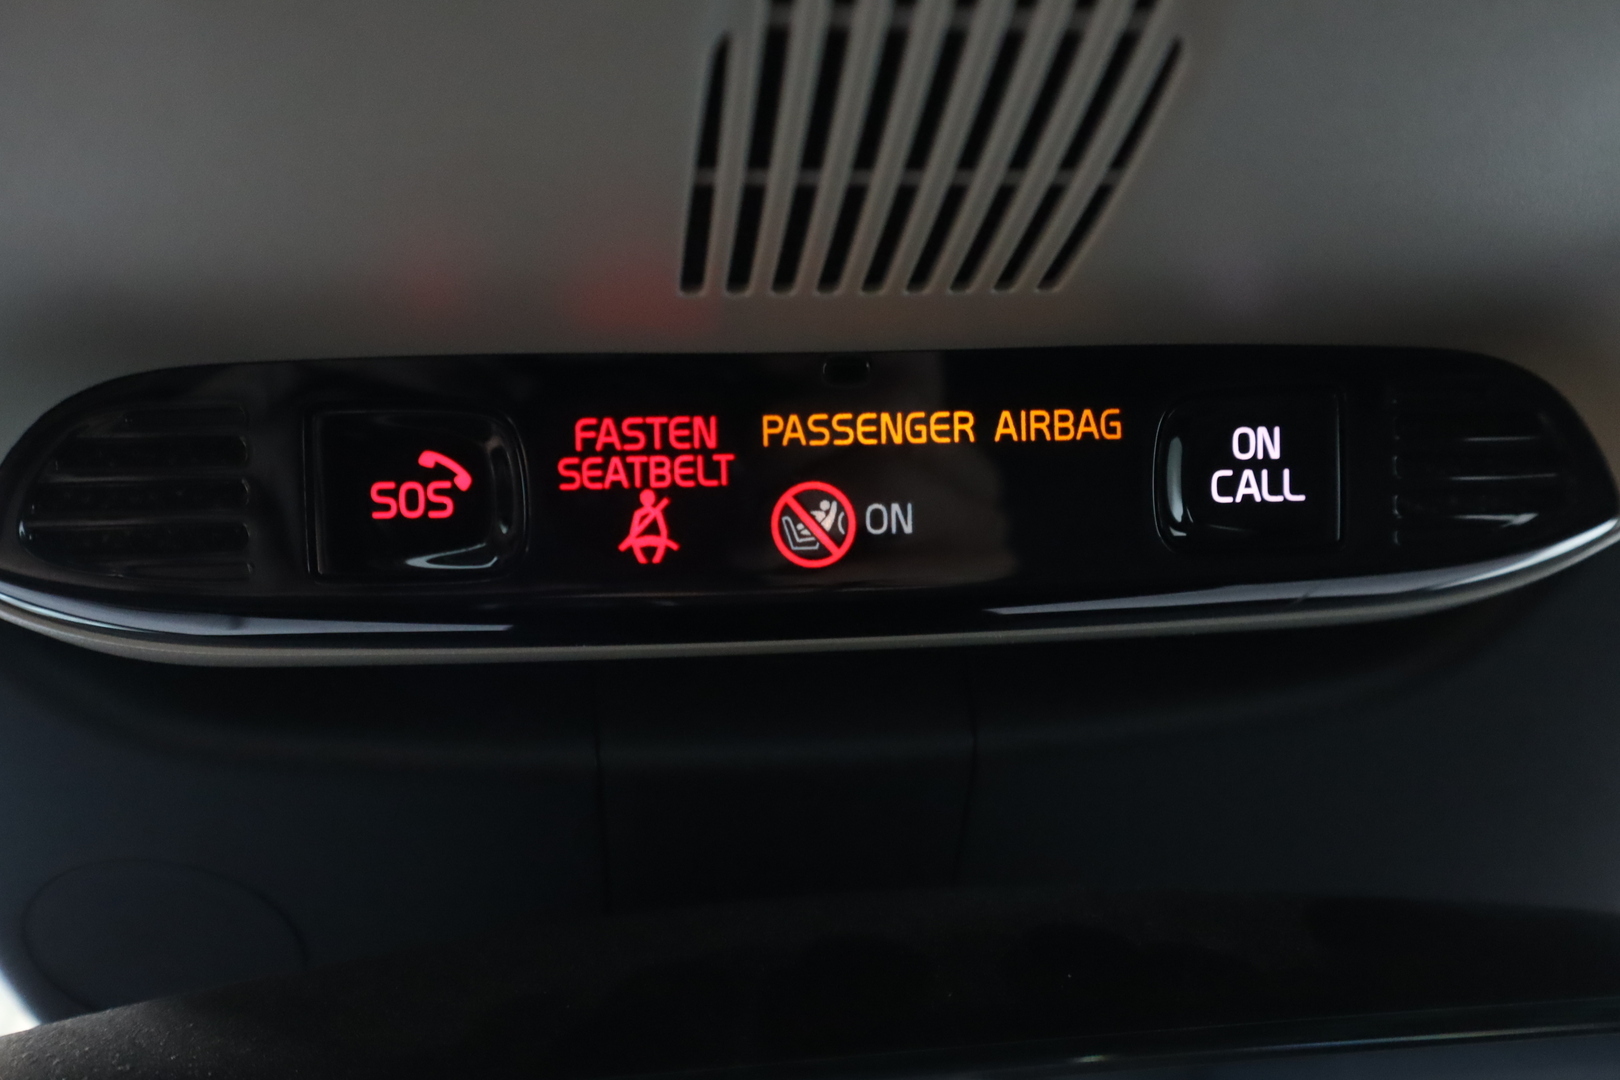 SOS
FASTEN
SEATBELT
PASSENGER AIRBAG
ON
ON
CALL